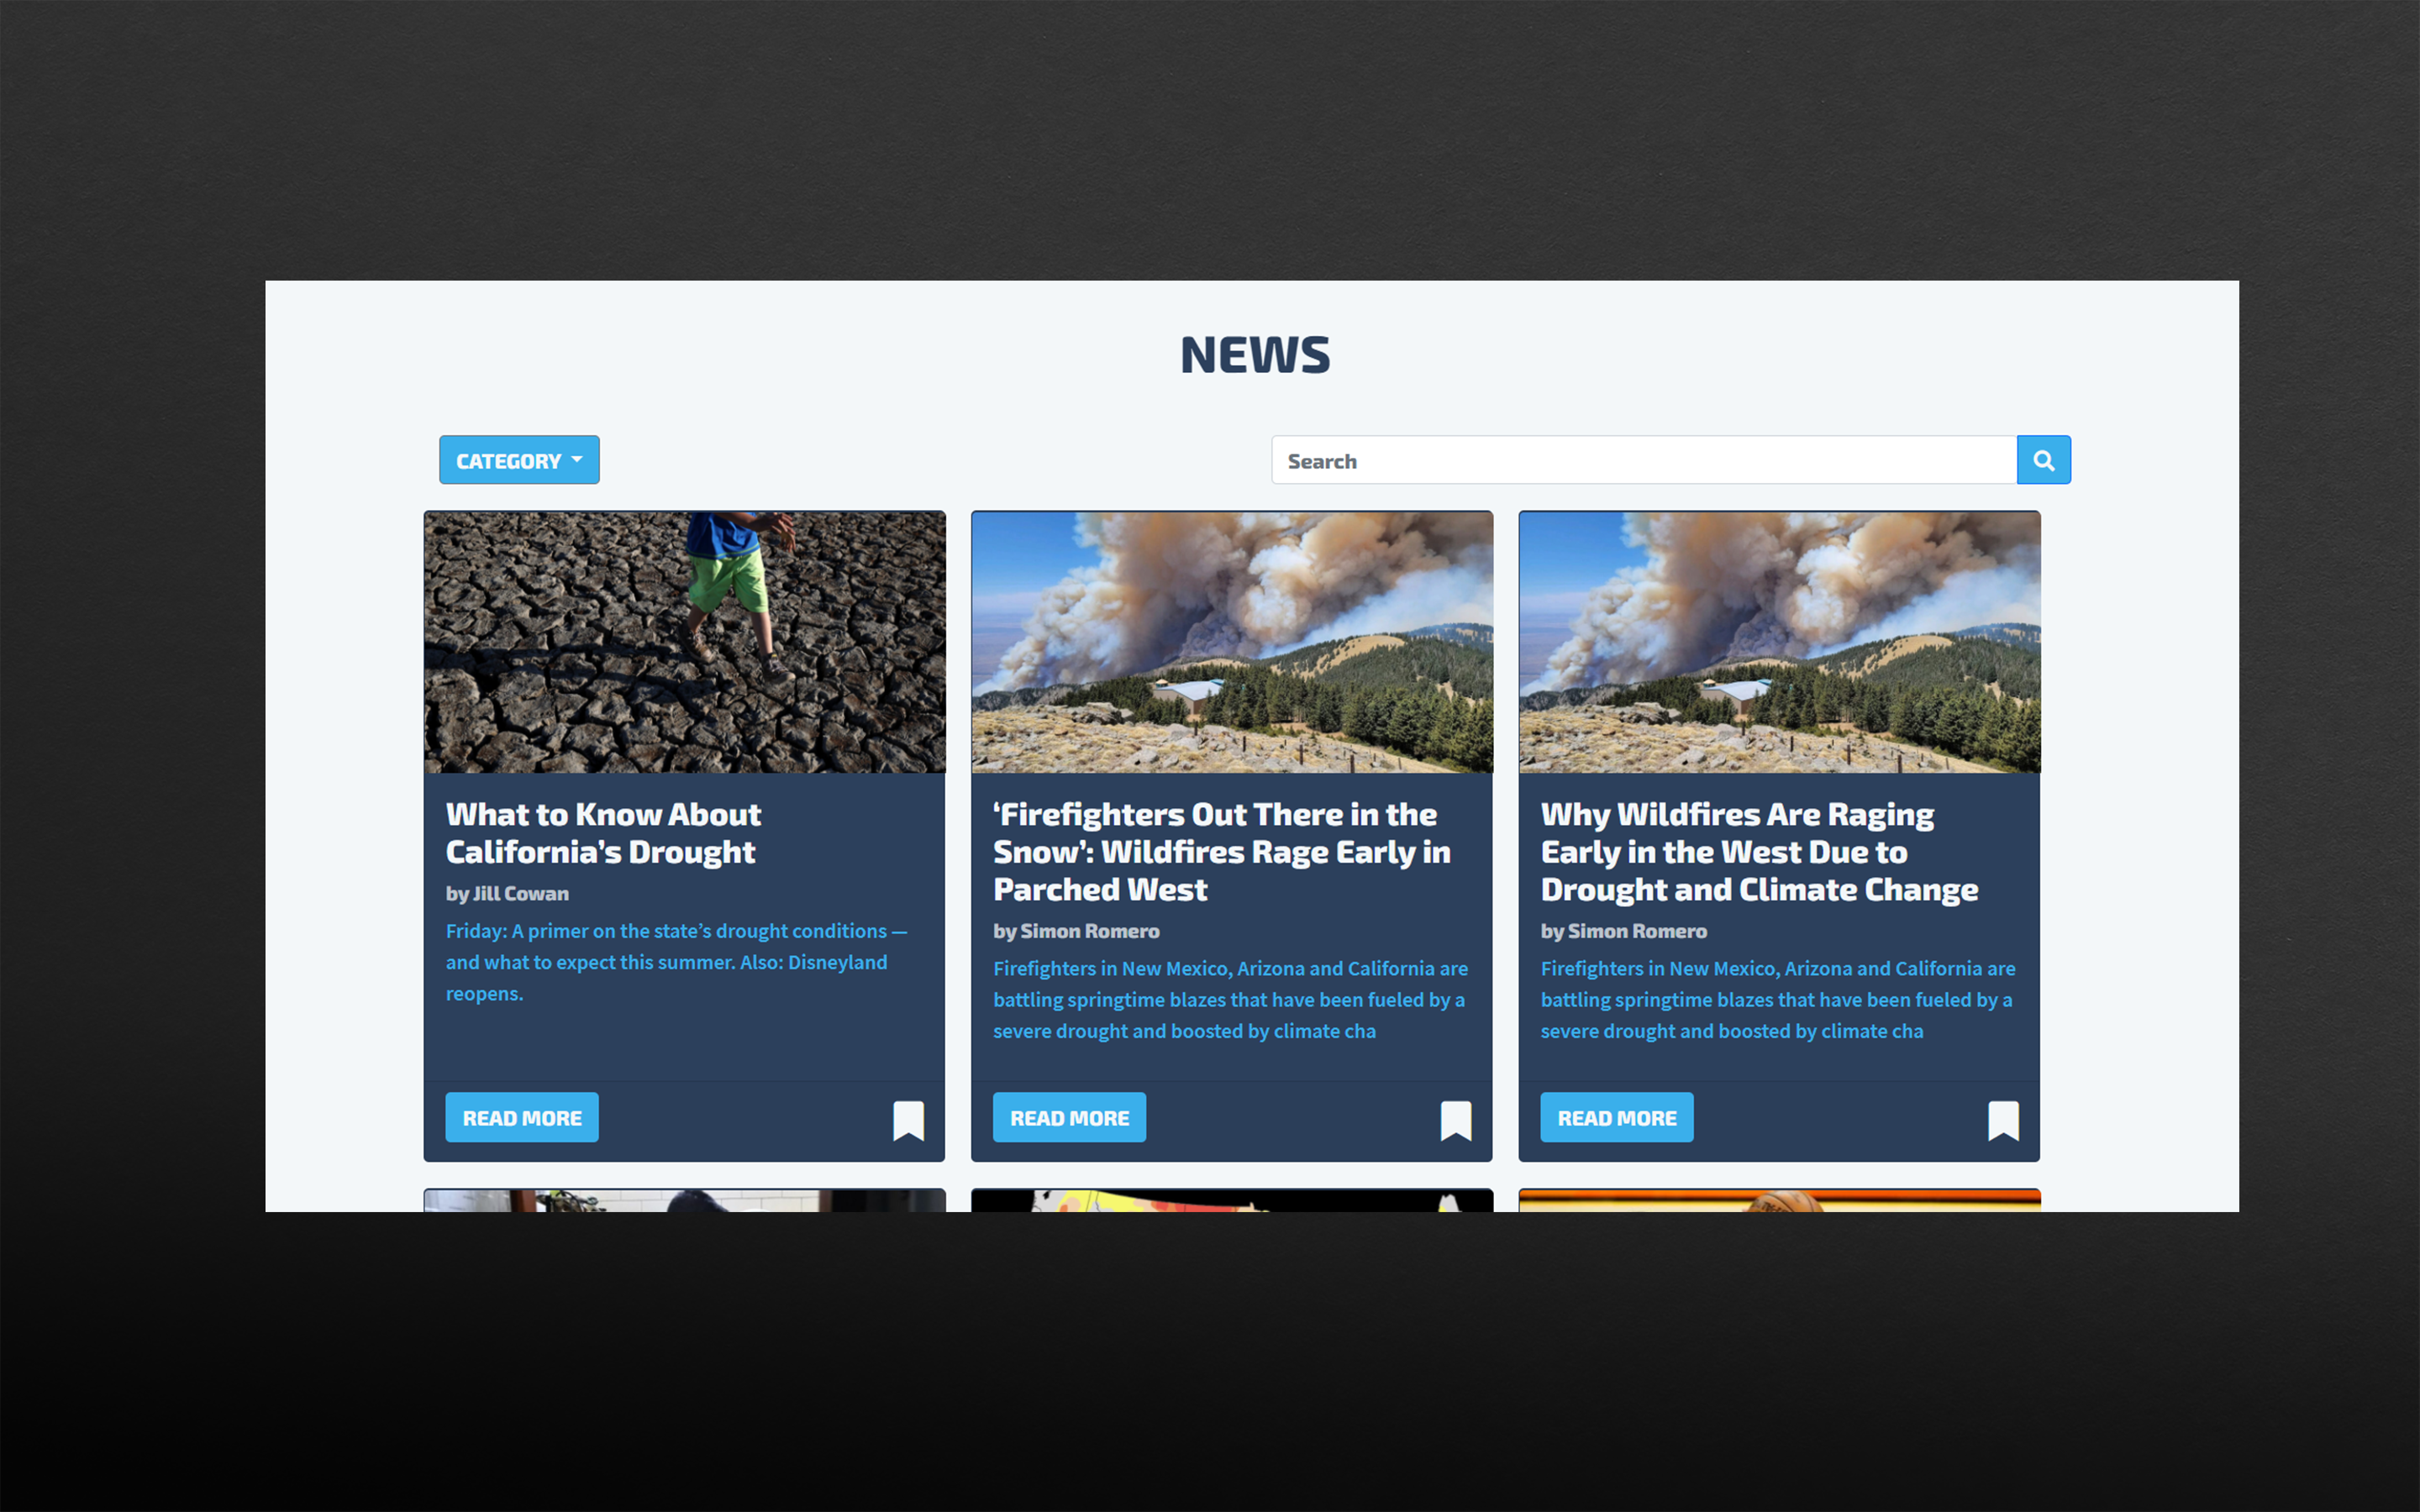 NEWS
CATEGORY
Search
What to Know About
California’s Drought
by Jill Cowan
Friday: A primer on the state’s drought conditions —
and what to expect this summer. Also: Disneyland
reopens.
READ MORE
‘Firefighters Out There in the
Snow’: Wildfires Rage Early in
Parched West
by Simon Romero
Firefighters in New Mexico, Arizona and California are
battling springtime blazes that have been fueled by a
severe drought and boosted by climate cha
READ MORE
Why Wildfires Are Raging
Early in the West Due to
Drought and Climate Change
by Simon Romero
Firefighters in New Mexico, Arizona and California are
battling springtime blazes that have been fueled by a
severe drought and boosted by climate cha
READ MORE